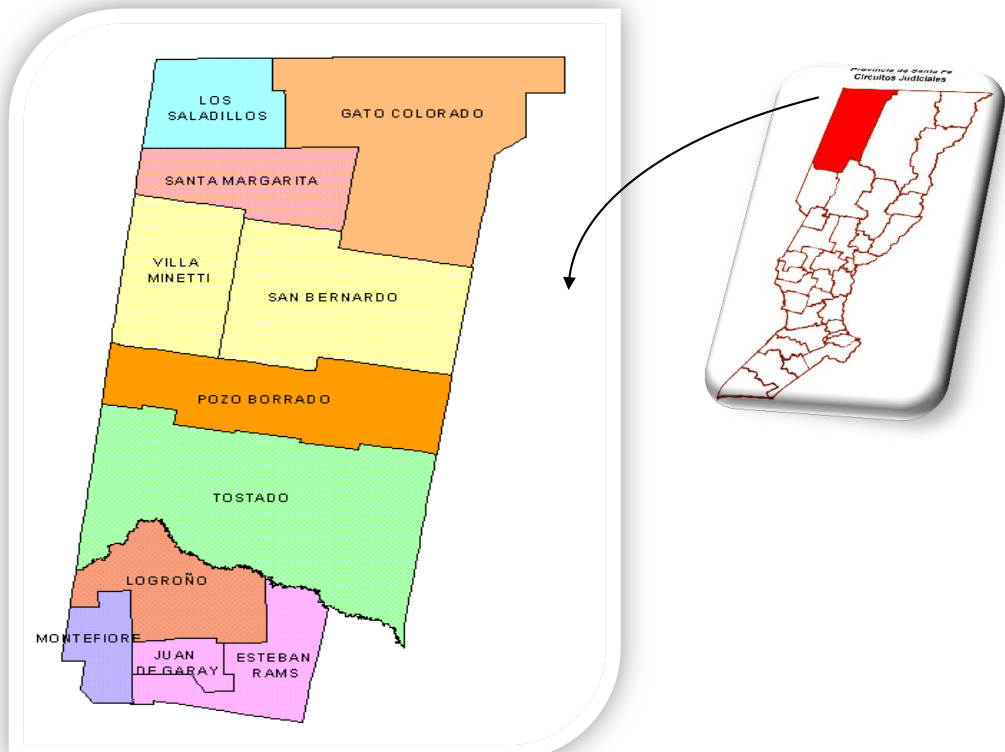 LOS
SALADILLOS
GATO COLORADO
SANTA MARGARITA
VILLA
MINETTI
SAN BERNARDO
POZO BORRADO
TOSTADO
LOGROÑO
MONTEFIORE
JUAN
DE GARAY
ESTEBAN
RAMS
Provincia de Santa Fe
Circuitos Judiciales